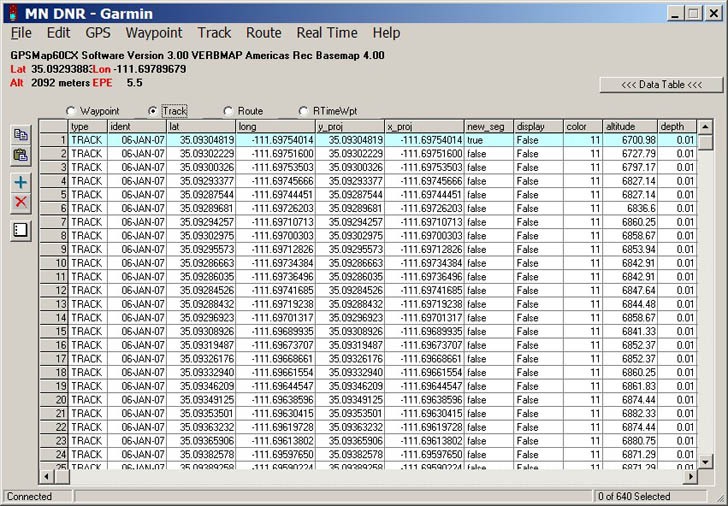 MN DNR - Garmin
File Edit GPS Waypoint Track Route Real Time Help
GPSMap60CX Software Version 3.00 VERBMAP Americas Rec Basemap 4.00
Lat 35.09293883 Lon -111.69789679
Alt 2092 meters EPE 5.5
<<< Data Table >>>
Waypoint Track Route RTimeWpt
type ident lat long y_proj x_proj new_seg display color altitude depth
1 TRACK 06-JAN-07 35.09304819 -111.69754014 35.09304819 -111.69754014 true False 11 6700.98 0.01
2 TRACK 06-JAN-07 35.09302229 -111.69751600 35.09302229 -111.69751600 false False 11 6727.79 0.01
3 TRACK 06-JAN-07 35.09300326 -111.69753503 35.09300326 -111.69753503 false False 11 6797.17 0.01
4 TRACK 06-JAN-07 35.09293377 -111.69745666 35.09293377 -111.69745666 false False 11 6827.14 0.01
5 TRACK 06-JAN-07 35.09287544 -111.69744451 35.09287544 -111.69744451 false False 11 6827.14 0.01
6 TRACK 06-JAN-07 35.09289681 -111.69726203 35.09289681 -111.69726203 false False 11 6836.6 0.01
7 TRACK 06-JAN-07 35.09294257 -111.69710713 35.09294257 -111.69710713 false False 11 6860.25 0.01
8 TRACK 06-JAN-07 35.09302975 -111.69700303 35.09302975 -111.69700303 false False 11 6858.67 0.01
9 TRACK 06-JAN-07 35.09295573 -111.69712826 35.09295573 -111.69712826 false False 11 6853.94 0.01
10 TRACK 06-JAN-07 35.09286663 -111.69734384 35.09286663 -111.69734384 false False 11 6842.91 0.01
11 TRACK 06-JAN-07 35.09286035 -111.69736496 35.09286035 -111.69736496 false False 11 6842.91 0.01
12 TRACK 06-JAN-07 35.09284526 -111.69741685 35.09284526 -111.69741685 false False 11 6847.64 0.01
13 TRACK 06-JAN-07 35.09288432 -111.69719238 35.09288432 -111.69719238 false False 11 6844.48 0.01
14 TRACK 06-JAN-07 35.09296923 -111.69701317 35.09296923 -111.69701317 false False 11 6858.67 0.01
15 TRACK 06-JAN-07 35.09308926 -111.69689935 35.09308926 -111.69689935 false False 11 6841.33 0.01
16 TRACK 06-JAN-07 35.09319487 -111.69673707 35.09319487 -111.69673707 false False 11 6852.37 0.01
17 TRACK 06-JAN-07 35.09326176 -111.69668661 35.09326176 -111.69668661 false False 11 6852.37 0.01
18 TRACK 06-JAN-07 35.09332940 -111.69661554 35.09332940 -111.69661554 false False 11 6860.25 0.01
19 TRACK 06-JAN-07 35.09346209 -111.69644547 35.09346209 -111.69644547 false False 11 6861.83 0.01
20 TRACK 06-JAN-07 35.09349125 -111.69638596 35.09349125 -111.69638596 false False 11 6874.44 0.01
21 TRACK 06-JAN-07 35.09353501 -111.69630415 35.09353501 -111.69630415 false False 11 6882.33 0.01
22 TRACK 06-JAN-07 35.09363232 -111.69619728 35.09363232 -111.69619728 false False 11 6874.44 0.01
23 TRACK 06-JAN-07 35.09365906 -111.69613802 35.09365906 -111.69613802 false False 11 6880.75 0.01
24 TRACK 06-JAN-07 35.09382578 -111.69597650 35.09382578 -111.69597650 false False 11 6871.29 0.01
25 TRACK 06-JAN-07 35.09389258 -111.69590224 35.09389258 -111.69590224 false False 11 6871.29 0.01
Connected 0 of 640 Selected